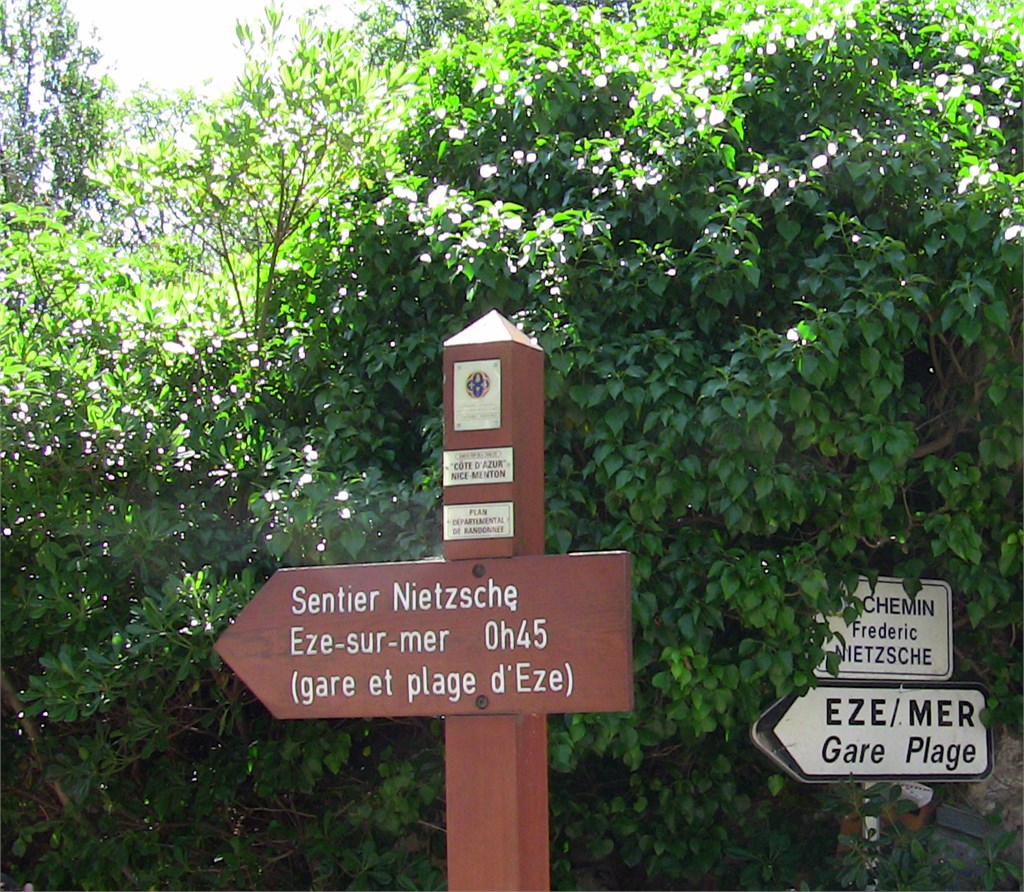 "CÔTE D'AZUR"
NICE-MENTON
PLAN
DEPARTEMENTAL
DE RANDONNEE
Sentier Nietzsche
Eze-sur-mer 0h45
(gare et plage d'Eze)
CHEMIN
Frederic
NIETZSCHE
EZE/MER
Gare Plage